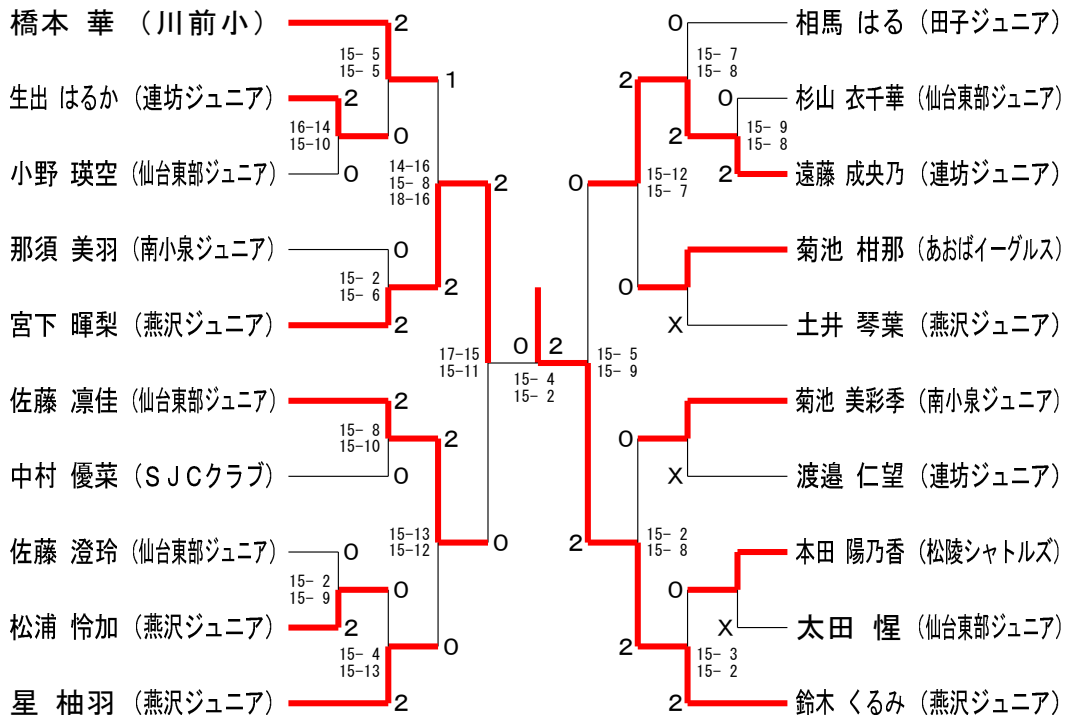 橋本 華 （川前小）
2
15- 5
15- 5
1
生出 はるか （連坊ジュニア）
2
16-14
15-10
0
小野 瑛空 （仙台東部ジュニア）
0
14-16
15- 8
18-16
2
那須 美羽 （南小泉ジュニア）
0
15- 2
15- 6
2
宮下 暉梨 （燕沢ジュニア）
2
17-15
15-11
0 2
15- 4
15- 2
佐藤 凛佳 （仙台東部ジュニア）
2
15- 8
15-10
2
中村 優菜 （ＳＪＣクラブ）
0
15-13
15-12
0
佐藤 澄玲 （仙台東部ジュニア）
0
15- 2
15- 9
0
松浦 怜加 （燕沢ジュニア）
2
15- 4
15-13
0
星 柚羽 （燕沢ジュニア）
2
0
相馬 はる （田子ジュニア）
15- 7
15- 8
2
0
杉山 衣千華 （仙台東部ジュニア）
2
15- 9
15- 8
2
遠藤 成央乃 （連坊ジュニア）
0
15-12
15- 7
菊池 柑那 （あおばイーグルス）
0
X
土井 琴葉 （燕沢ジュニア）
15- 5
15- 9
菊池 美彩季 （南小泉ジュニア）
0
X
渡邉 仁望 （連坊ジュニア）
2
15- 2
15- 8
本田 陽乃香 （松陵シャトルズ）
0
X
太田 惺 （仙台東部ジュニア）
2
15- 3
15- 2
2
鈴木 くるみ （燕沢ジュニア）